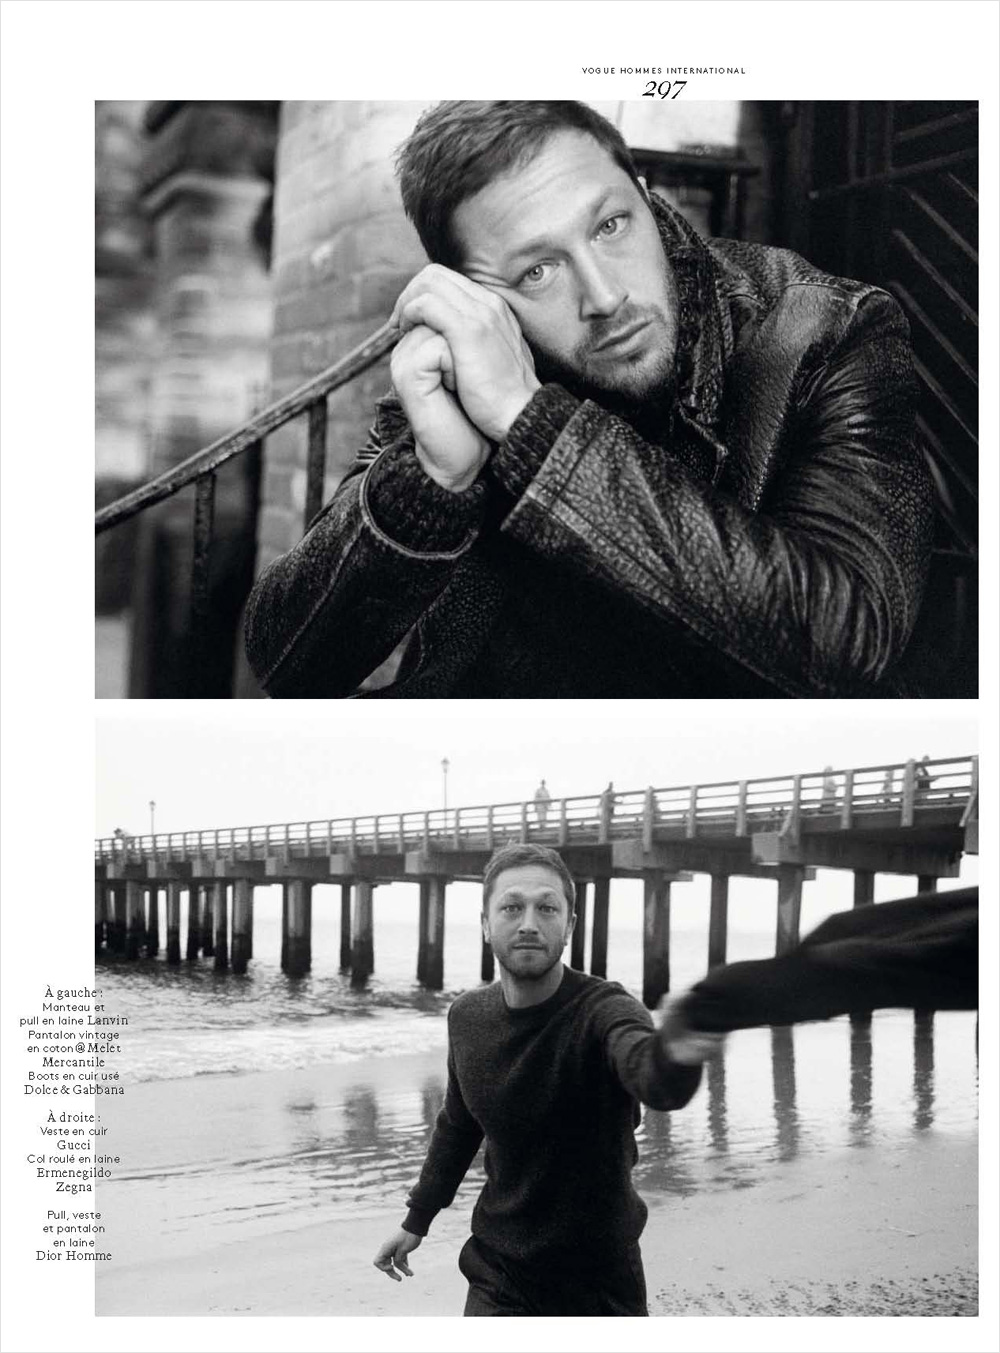 VOGUE HOMMES INTERNATIONAL
297
À gauche :
Manteau et
pull en laine Lanvin
Pantalon vintage
en coton @ Melet
Mercantile
Boots en cuir usé
Dolce & Gabbana
À droite :
Veste en cuir
Gucci
Col roulé en laine
Ermenegildo
Zegna
Pull, veste
et pantalon
en laine
Dior Homme